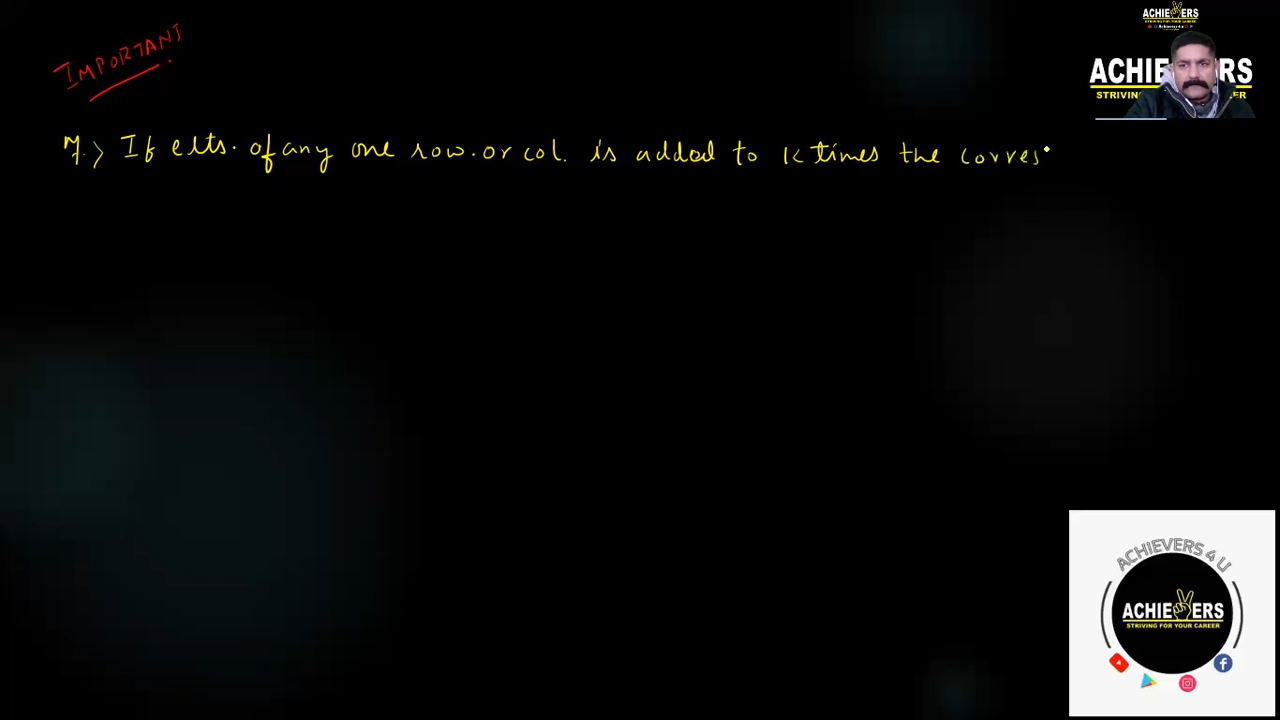 ACHIEVERS
STRIVING FOR YOUR CAREER
IMPORTANT
7.> If elts. of any one row. or col. is added to k times the corres
ACHIEVERS 4 U
ACHIEVERS
STRIVING FOR YOUR CAREER